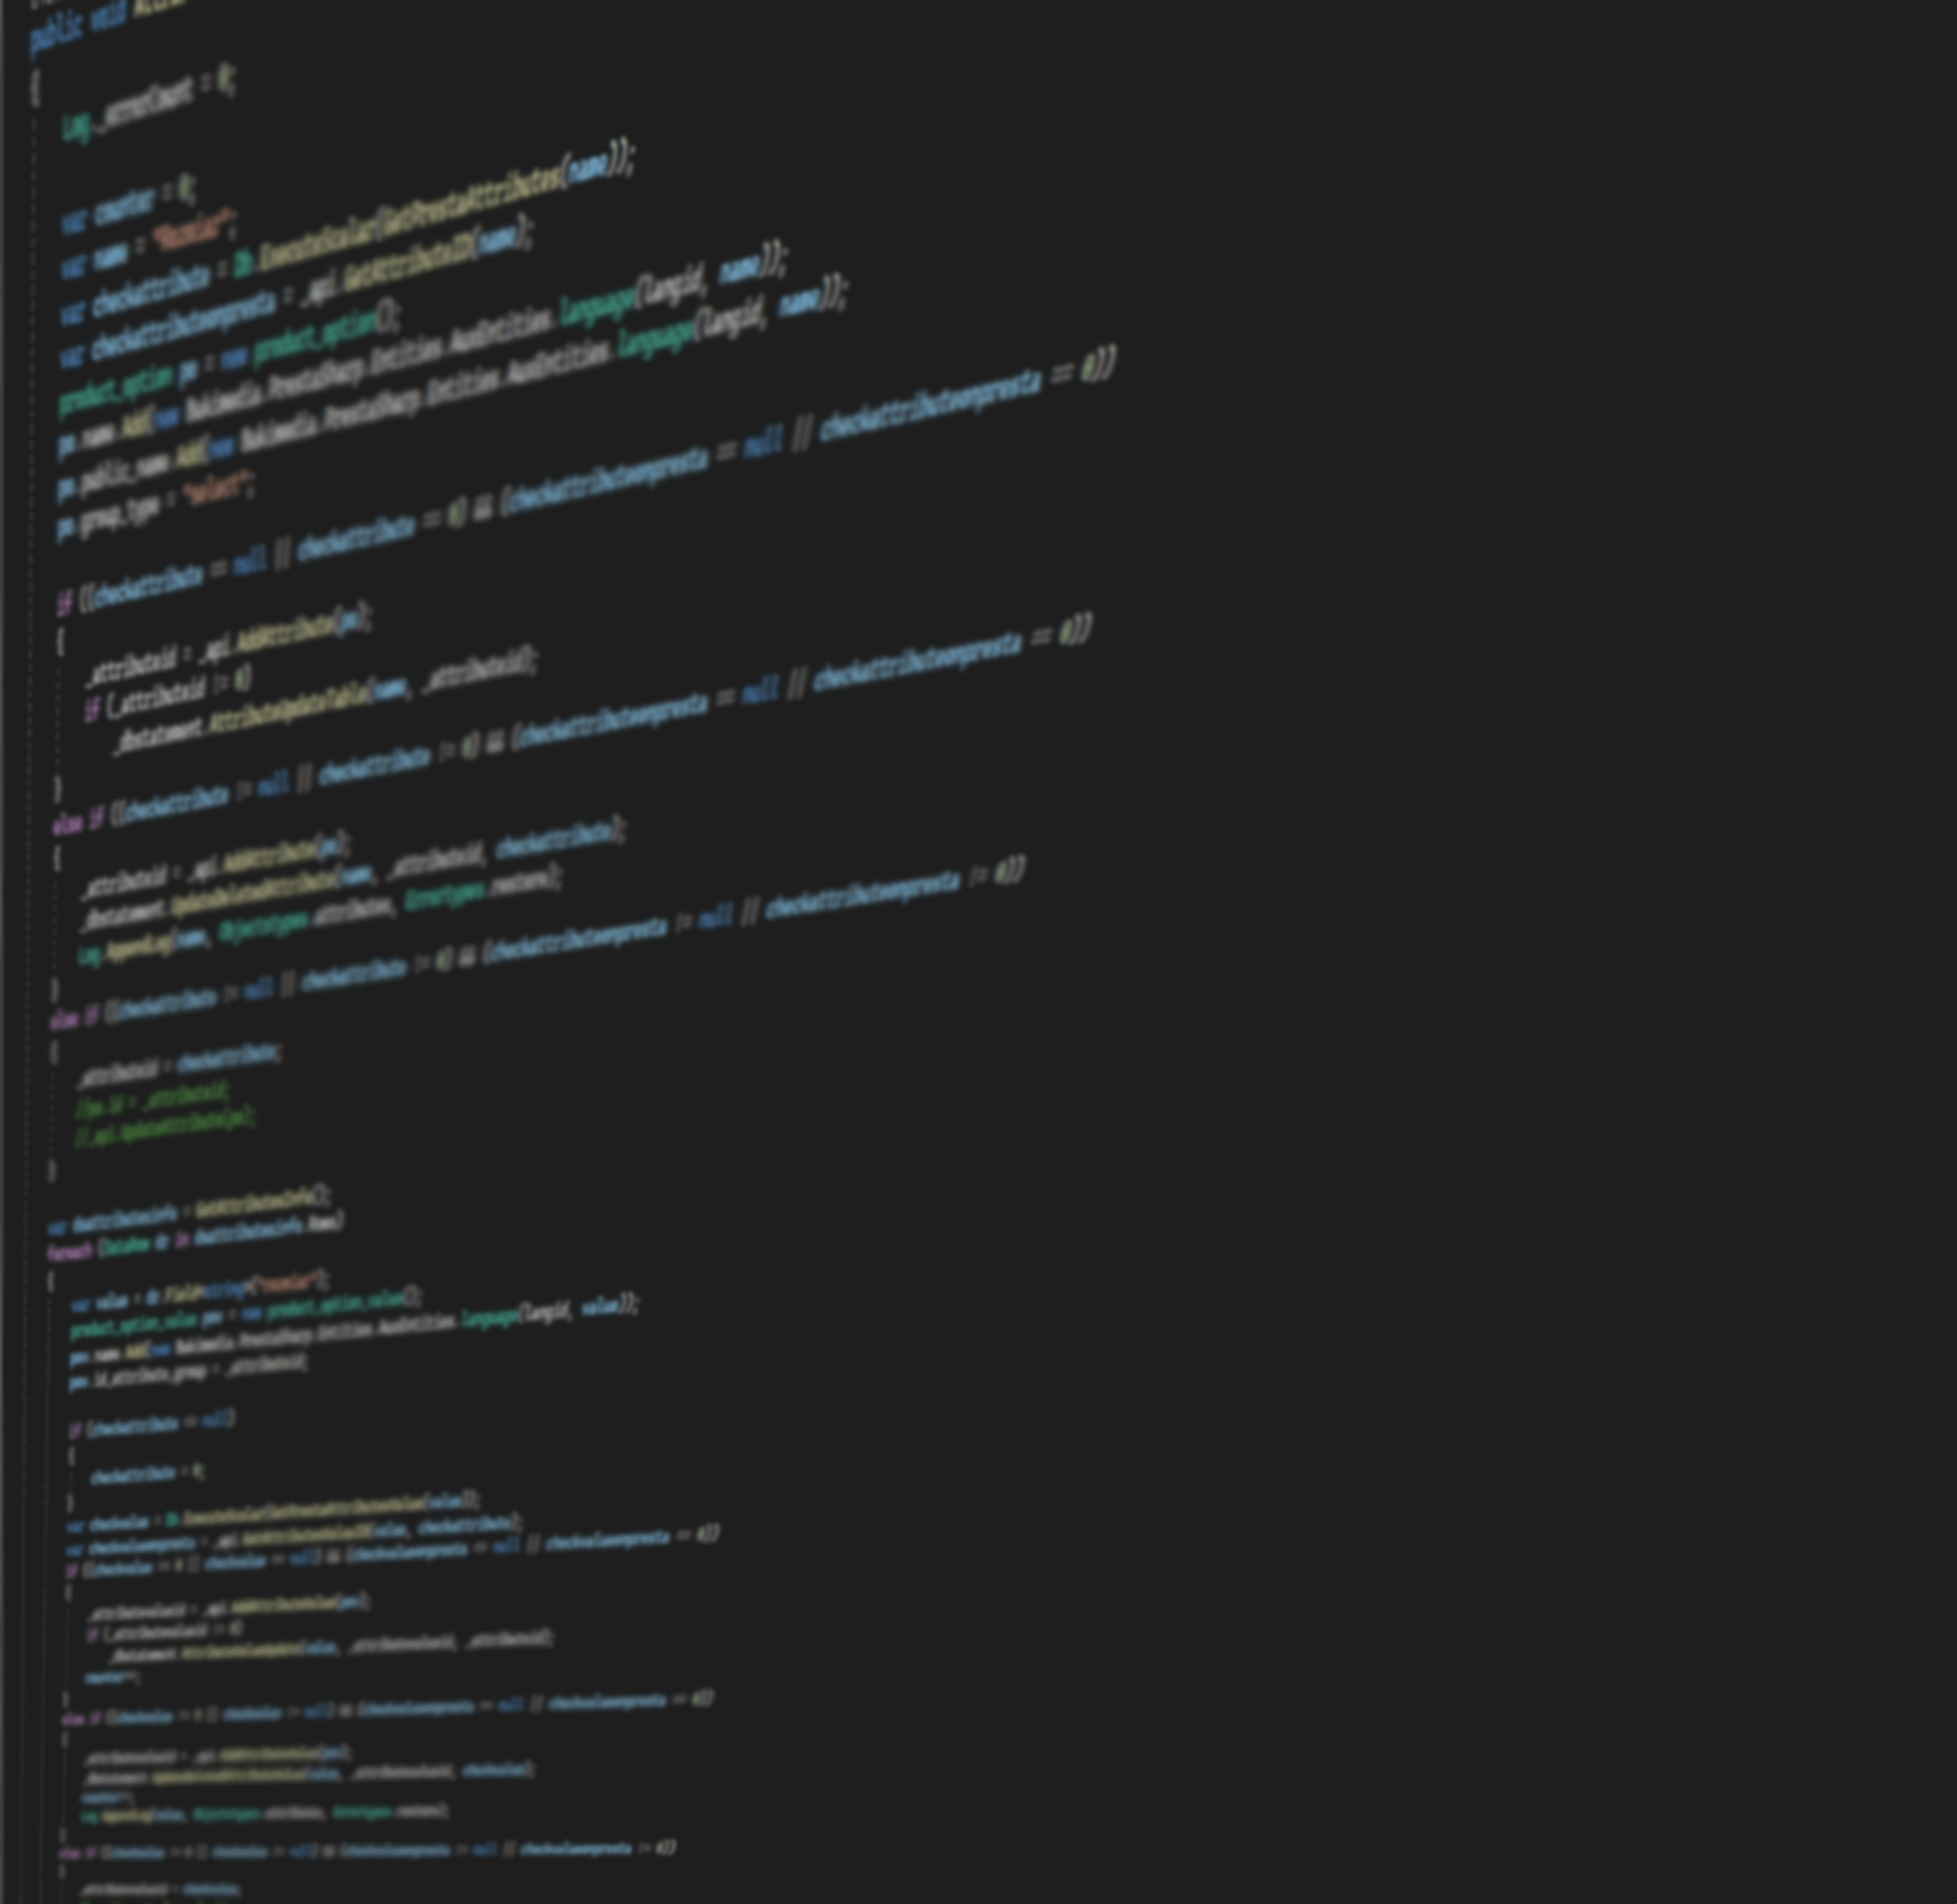 public void
{
Log._errorCount = 0;
var counter = 0;
var name = "Rozmiar";
var checkattribute = Db.ExecuteScalar(GetPrestaAttributes(name));
var checkattributeonpresta = _api.GetAttributeID(name);
product_option po = new product_option();
po.name.Add(new Bukimedia.PrestaSharp.Entities.AuxEntities.language(langid, name));
po.public_name.Add(new Bukimedia.PrestaSharp.Entities.AuxEntities.language(langid, name));
po.group_type = "select";
if ((checkattribute == null || checkattribute == 0) && (checkattributeonpresta == null || checkattributeonpresta == 0))
{
_attributeid = _api.AddAttribute(po);
if (_attributeid != 0)
_dbstatement.AttributeUpdateTable(name, _attributeid);
}
else if ((checkattribute != null || checkattribute != 0) && (checkattributeonpresta == null || checkattributeonpresta == 0))
{
_attributeid = _api.AddAttribute(po);
_dbstatement.UpdateDeletedAttribute(name, _attributeid, checkattribute);
Log.AppendLog(name, Objectstypes.attributes, Errortypes.restore);
}
else if ((checkattribute != null || checkattribute != 0) && (checkattributeonpresta != null || checkattributeonpresta != 0))
{
_attributeid = checkattribute;
//po.id = _attributeid;
//_api.UpdateAttribute(po);
}
var dsattributesinfo = GetAttributesInfo();
foreach (DataRow dr in dsattributesinfo.Rows)
{
var value = dr.Field<string>("rozmiar");
product_option_value pov = new product_option_value();
pov.name.Add(new Bukimedia.PrestaSharp.Entities.AuxEntities.language(langid, value));
pov.id_attribute_group = _attributeid;
if (checkattribute == null)
{
checkattribute = 0;
}
var checkvalue = Db.ExecuteScalar(GetPrestaAttributesValue(value));
var checkvalueonpresta = _api.GetAttributeValueID(value, checkattribute);
if ((checkvalue == 0 || checkvalue == null) && (checkvalueonpresta == null || checkvalueonpresta == 0))
{
_attributevalueid = _api.AddAttributeValue(pov);
if (_attributevalueid != 0)
_dbstatement.AttributeValueUpdate(value, _attributevalueid, _attributeid);
counter++;
}
else if ((checkvalue != 0 || checkvalue != null) && (checkvalueonpresta == null || checkvalueonpresta == 0))
{
_attributevalueid = _api.AddAttributeValue(pov);
_dbstatement.UpdateDeletedAttributeValue(value, _attributevalueid, checkvalue);
counter++;
Log.AppendLog(value, Objectstypes.attributes, Errortypes.restore);
}
else if ((checkvalue != 0 || checkvalue != null) && (checkvalueonpresta != null || checkvalueonpresta != 0))
{
_attributevalueid = checkvalue;